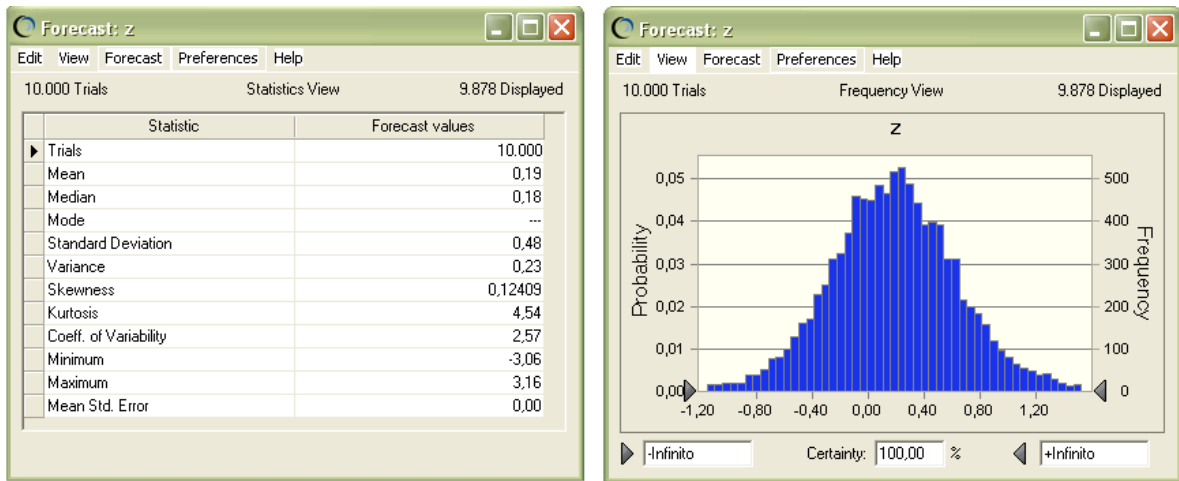 Forecast: z
Edit View Forecast Preferences Help
10.000 Trials Statistics View 9.878 Displayed
Statistic Forecast values
Trials 10.000
Mean 0,19
Median 0,18
Mode ---
Standard Deviation 0,48
Variance 0,23
Skewness 0,12409
Kurtosis 4,54
Coeff. of Variability 2,57
Minimum -3,06
Maximum 3,16
Mean Std. Error 0,00
Forecast: z
Edit View Forecast Preferences Help
10.000 Trials Frequency View 9.878 Displayed
z
Probability
0,05
0,04
0,03
0,02
0,01
0,00
500
400
300
200
100
0
Frequency
-1,20 -0,80 -0,40 0,00 0,40 0,80 1,20
-Infinito Certainty: 100,00 % +Infinito